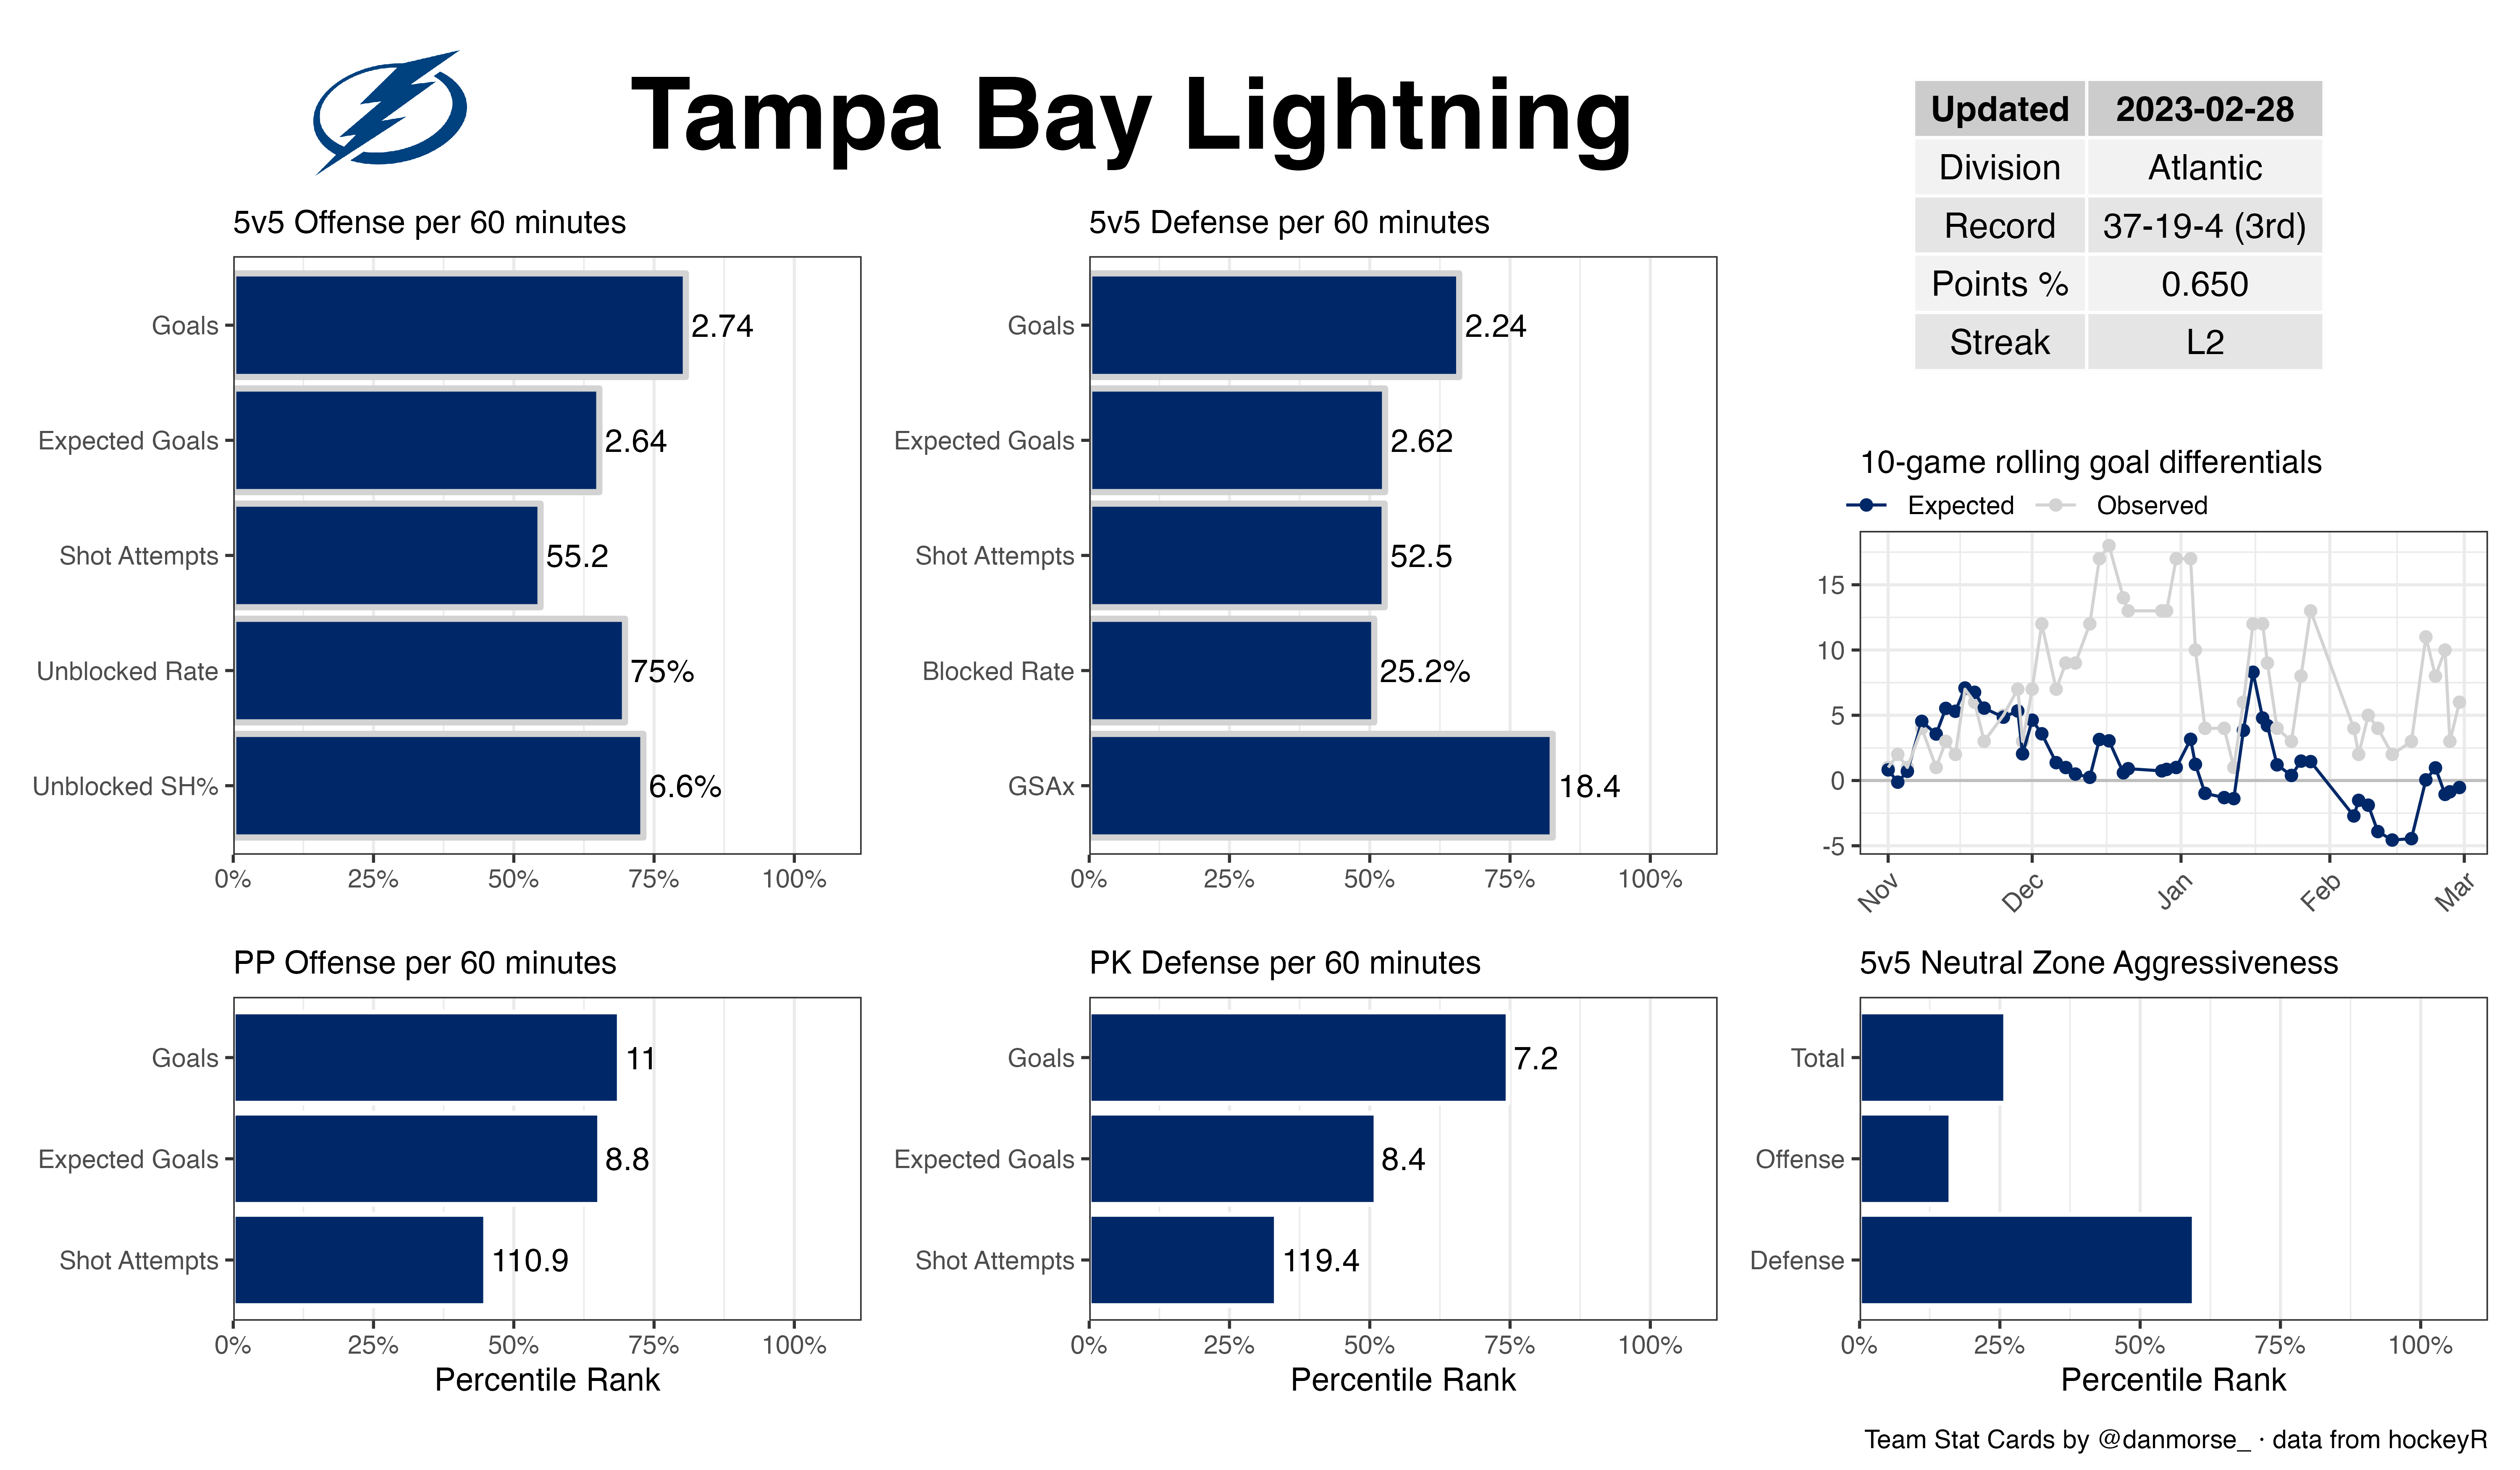 Tampa Bay Lightning
Updated 2023-02-28
Division Atlantic
Record 37-19-4 (3rd)
Points % 0.650
Streak L2
5v5 Offense per 60 minutes
Goals 2.74
Expected Goals 2.64
Shot Attempts 55.2
Unblocked Rate 75%
Unblocked SH% 6.6%
0% 25% 50% 75% 100%
5v5 Defense per 60 minutes
Goals 2.24
Expected Goals 2.62
Shot Attempts 52.5
Blocked Rate 25.2%
GSAx 18.4
0% 25% 50% 75% 100%
10-game rolling goal differentials
Expected Observed
15
10
5
0
-5
Nov Dec Jan Feb Mar
PP Offense per 60 minutes
Goals 11
Expected Goals 8.8
Shot Attempts 110.9
0% 25% 50% 75% 100%
Percentile Rank
PK Defense per 60 minutes
Goals 7.2
Expected Goals 8.4
Shot Attempts 119.4
0% 25% 50% 75% 100%
Percentile Rank
5v5 Neutral Zone Aggressiveness
Total
Offense
Defense
0% 25% 50% 75% 100%
Percentile Rank
Team Stat Cards by @danmorse_ · data from hockeyR